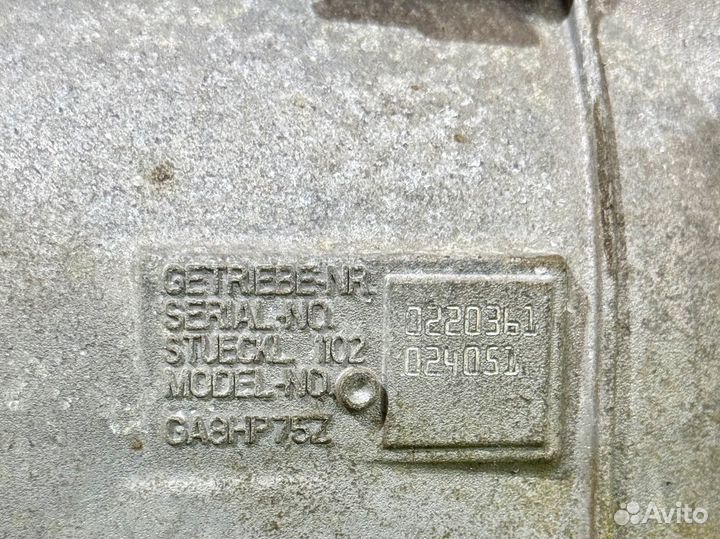 GETRIEBE-NR.
SERIAL-NO.
STUECKL. 102
MODEL-NO.
GA8HP75Z
0220361
024051
Avito